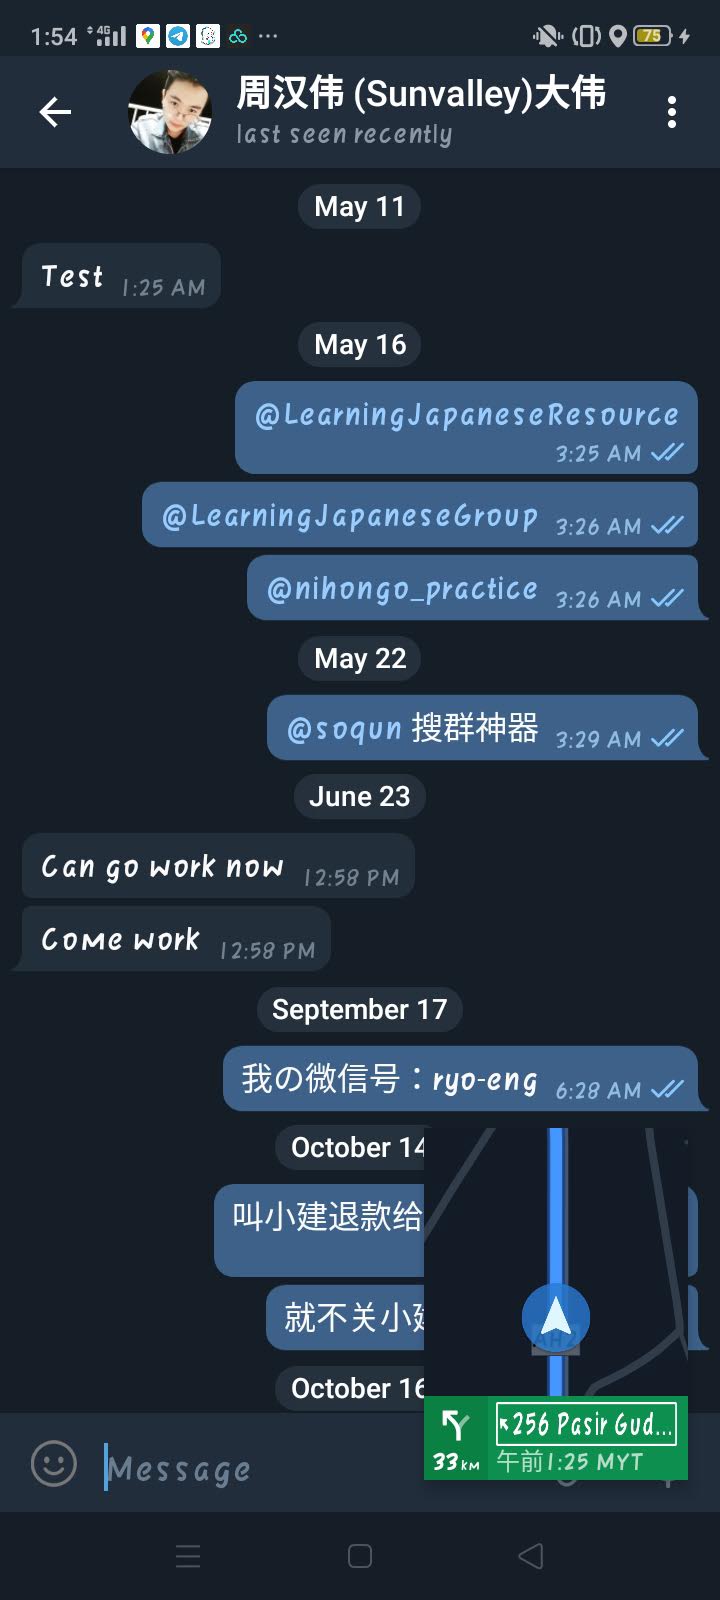 1:54 4G 75
周汉伟 (Sunvalley)大伟
last seen recently
May 11
Test 1:25 AM
May 16
@LearningJapaneseResource
3:25 AM
@LearningJapaneseGroup 3:26 AM
@nihongo_practice 3:26 AM
May 22
@soqun 搜群神器 3:29 AM
June 23
Can go work now 12:58 PM
Come work 12:58 PM
September 17
我の微信号：ryo-eng 6:28 AM
October 14
叫小建退款给
就不关小建
October 16
AH2
256 Pasir Gud...
33 KM 午前1:25 MYT
Message